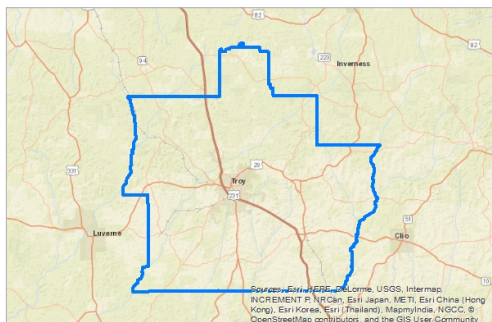 82
82
94
229
Inverness
29
331
Troy
231
51
Luverne
Clio
10
Sources: Esri, HERE, DeLorme, USGS, Intermap,
INCREMENT P, NRCan, Esri Japan, METI, Esri China (Hong
Kong), Esri Korea, Esri (Thailand), MapmyIndia, NGCC, ©
OpenStreetMap contributors, and the GIS User Community